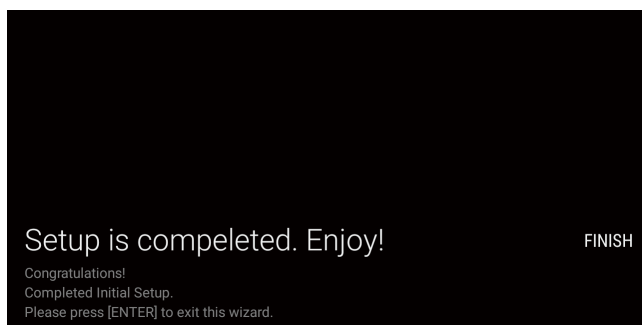 Setup is compeleted. Enjoy!
FINISH
Congratulations!
Completed Initial Setup.
Please press [ENTER] to exit this wizard.